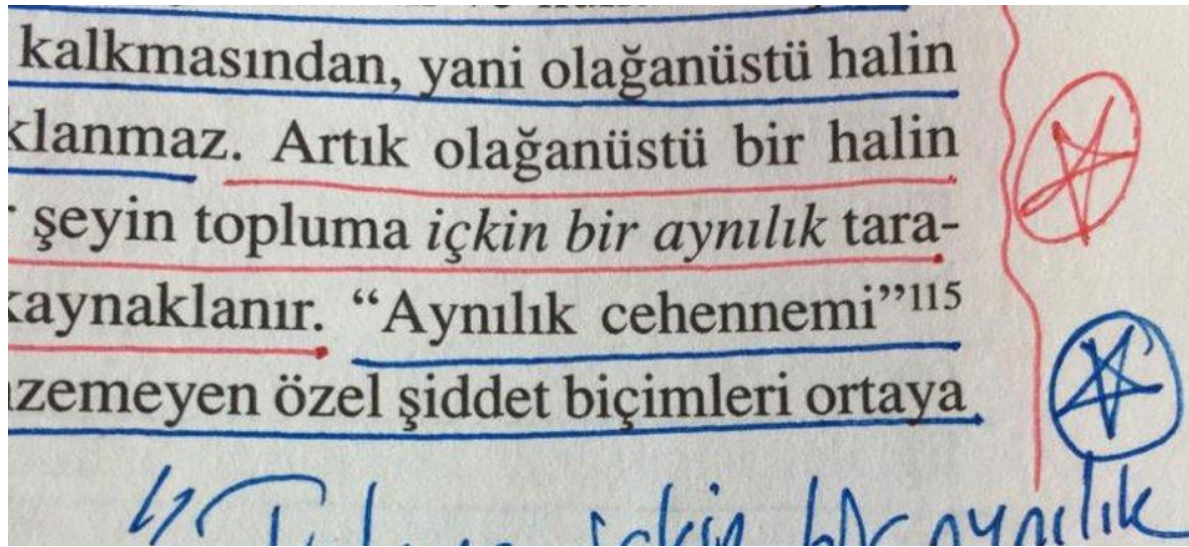 kalkmasından, yani olağanüstü halin
klanmaz. Artık olağanüstü bir halin
şeyin topluma içkin bir aynılık tara-
kaynaklanır. “Aynılık cehennemi”115
zemeyen özel şiddet biçimleri ortaya
içkin bir aynılık